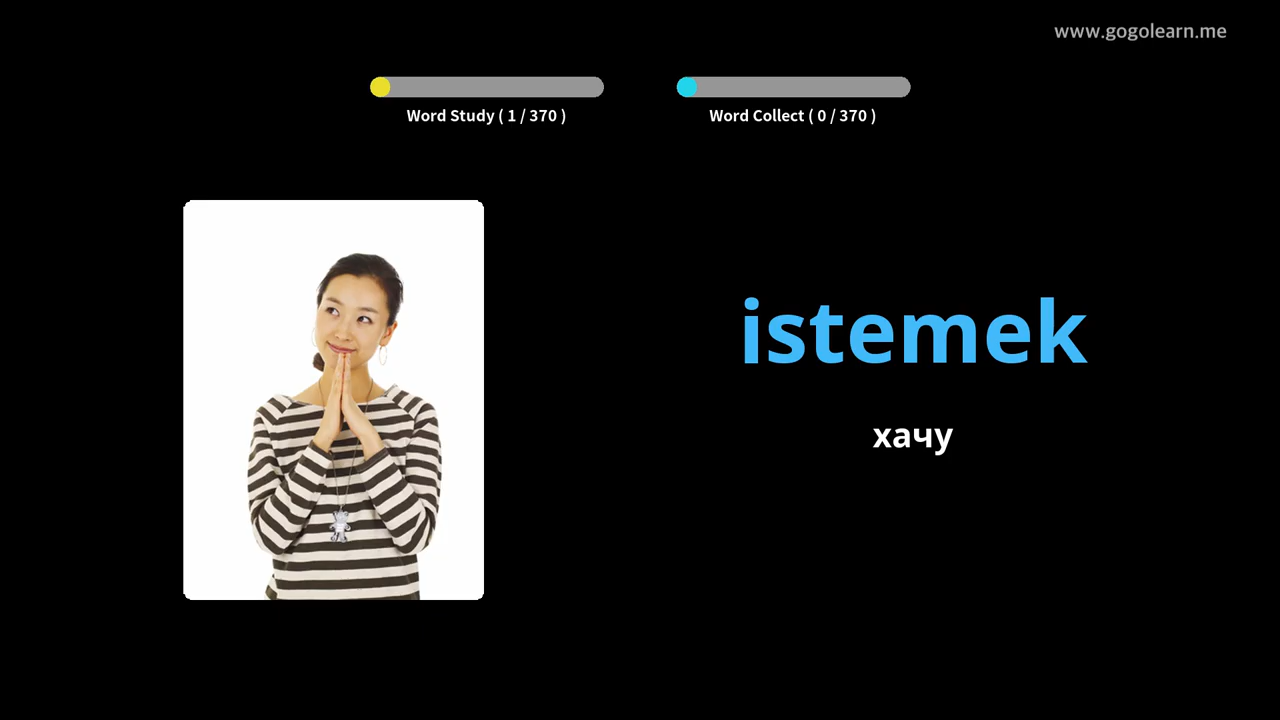 www.gogolearn.me
Word Study ( 1 / 370 )
Word Collect ( 0 / 370 )
istemek
хачу